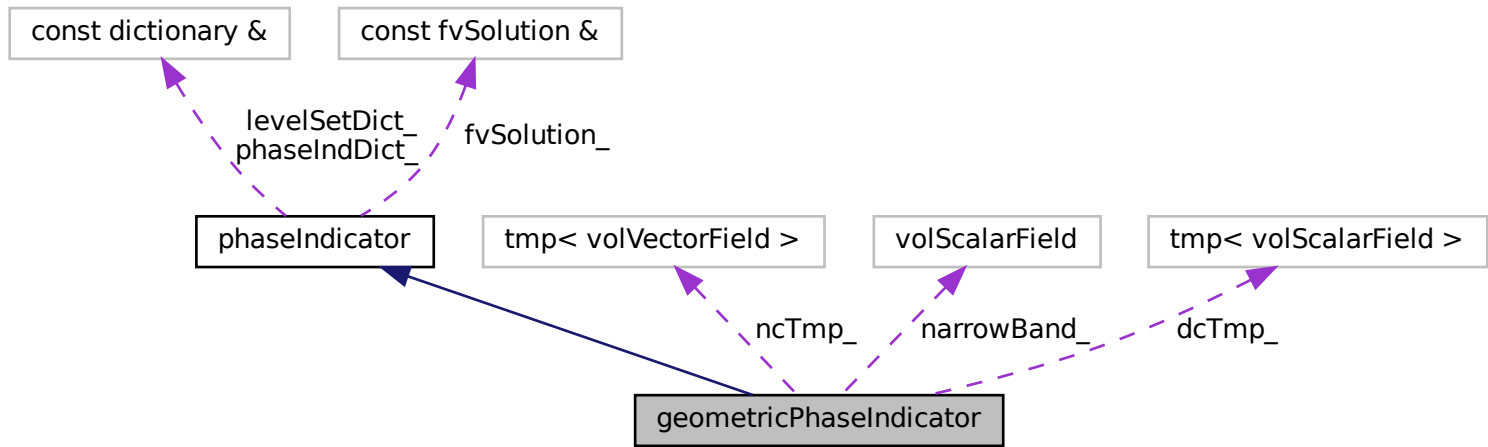 const dictionary &
const fvSolution &
levelSetDict_
phaseIndDict_
fvSolution_
phaseIndicator
tmp< volVectorField >
volScalarField
tmp< volScalarField >
ncTmp_
narrowBand_
dcTmp_
geometricPhaseIndicator